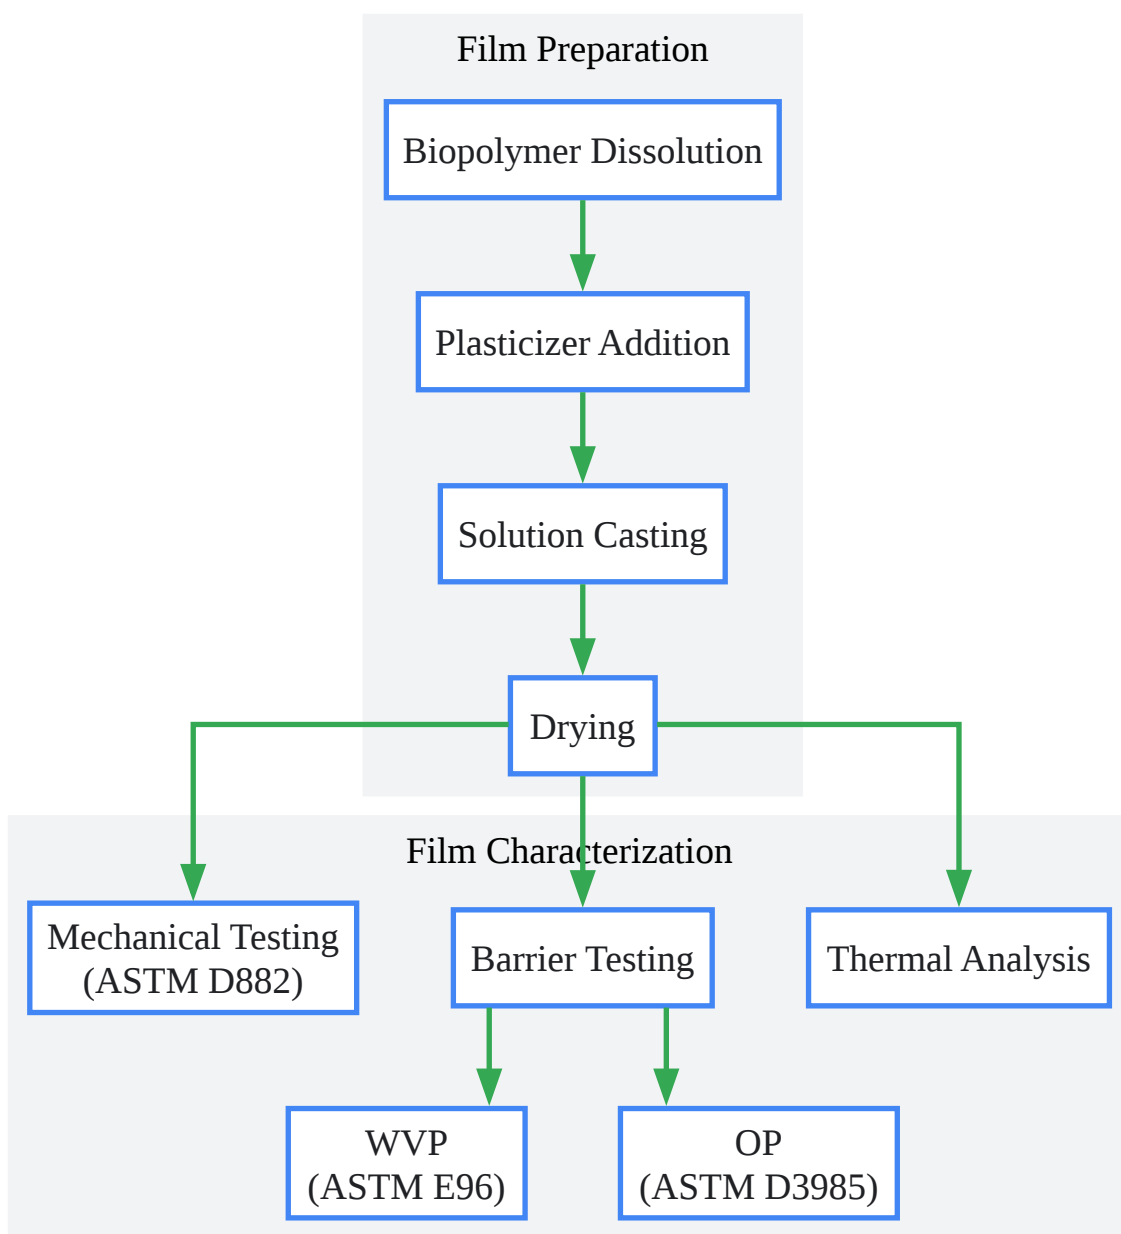 Film Preparation
Biopolymer Dissolution
Plasticizer Addition
Solution Casting
Drying
Film Characterization
Mechanical Testing
(ASTM D882)
Barrier Testing
Thermal Analysis
WVP
(ASTM E96)
OP
(ASTM D3985)